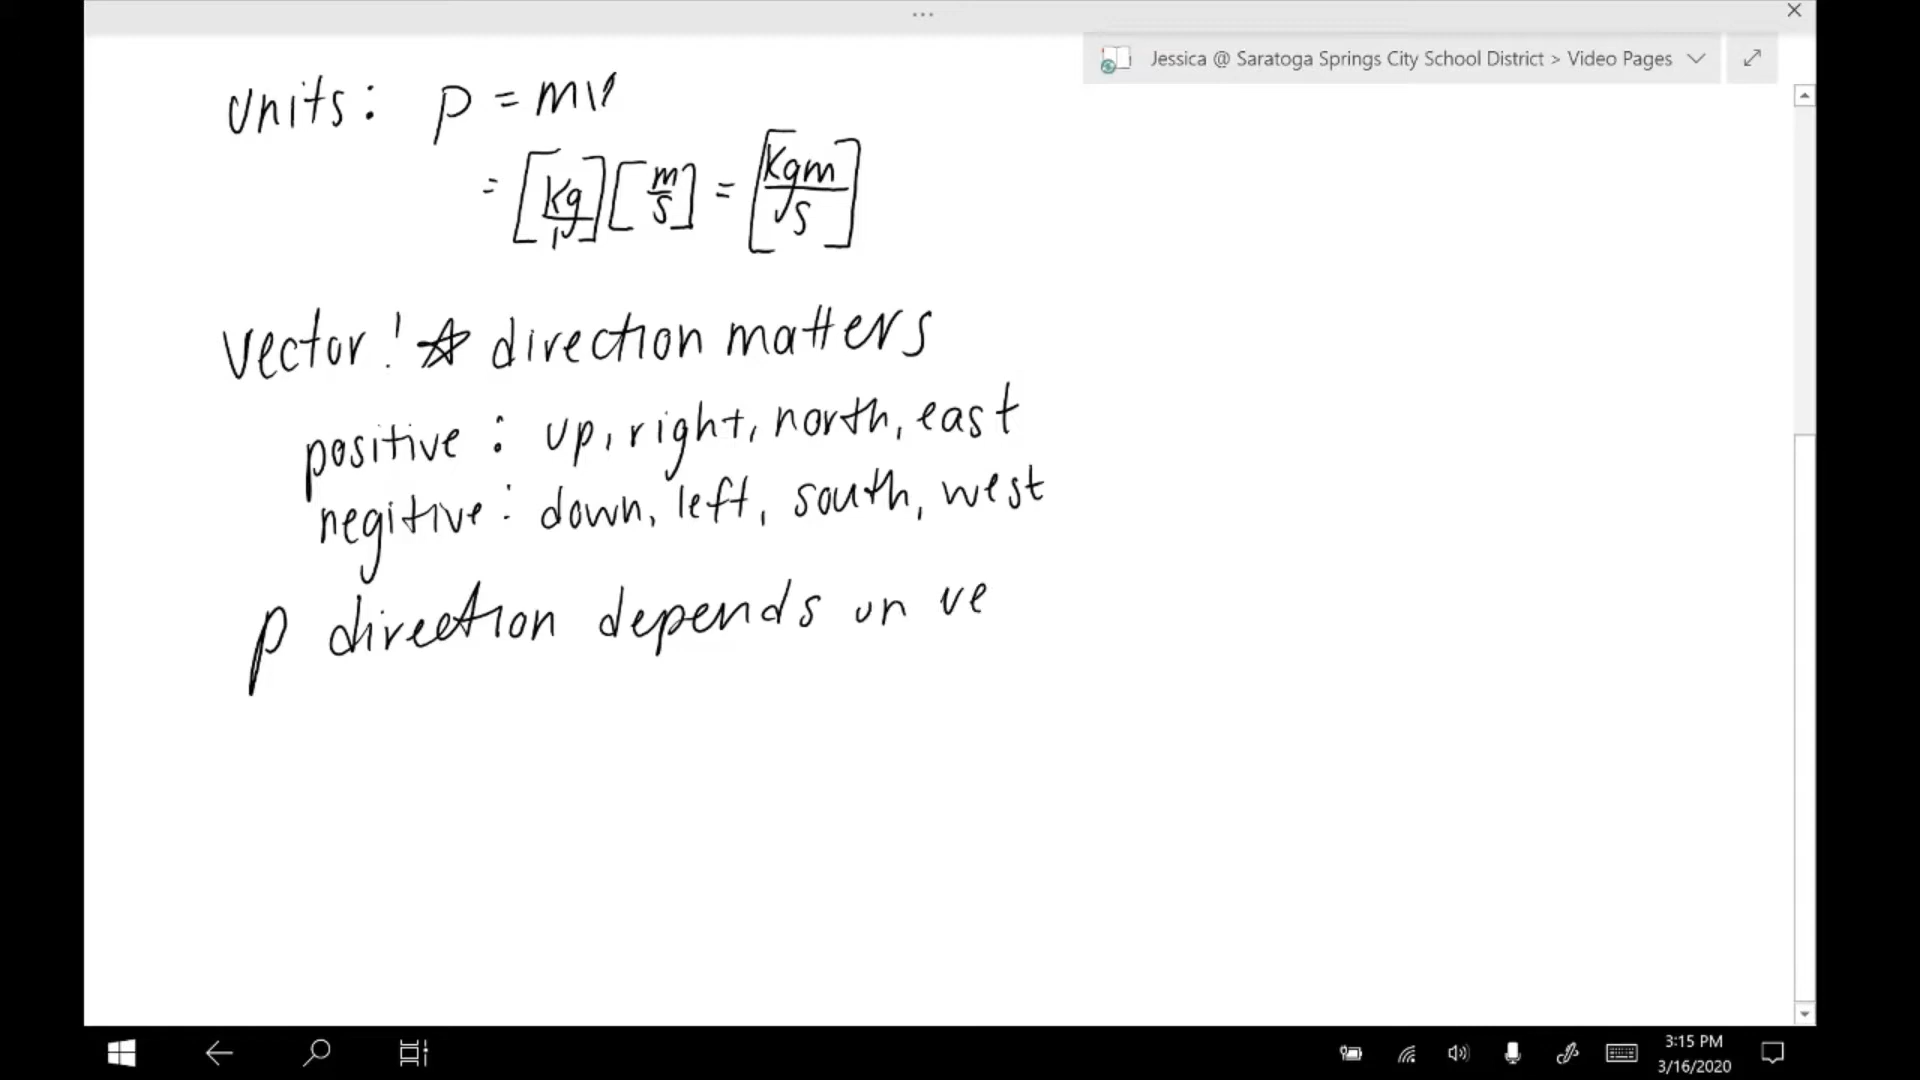 ...
Jessica @ Saratoga Springs City School District > Video Pages
units: p = mv
= [kg/1] [m/s] = [kgm/s]
vector! ☆ direction matters
positive: up, right, north, east
negitive: down, left, south, west
p direction depends on ve
3:15 PM
3/16/2020